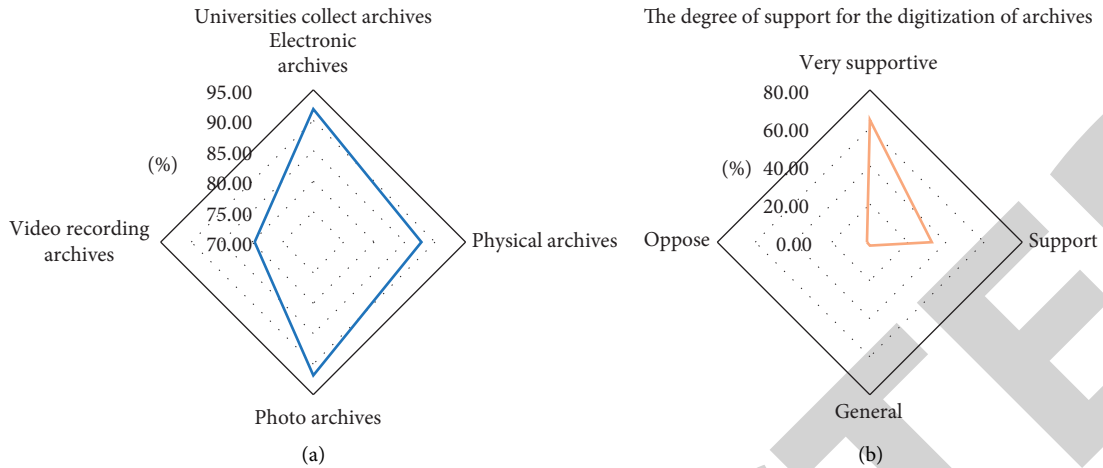 Universities collect archives
Electronic
archives
95.00
90.00
85.00
(%)
80.00
75.00
70.00
Video recording
archives
Physical archives
Photo archives
(a)
The degree of support for the digitization of archives
Very supportive
80.00
60.00
(%)
40.00
20.00
0.00
Oppose
Support
General
(b)